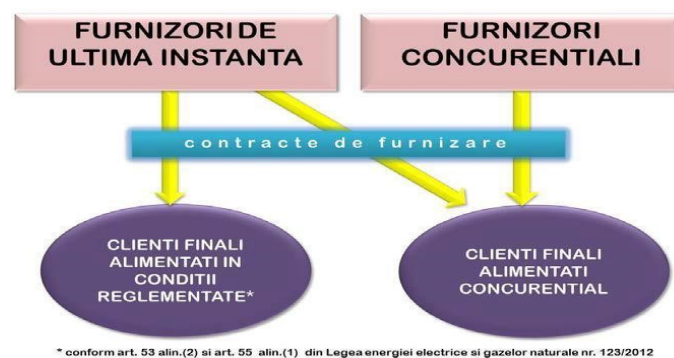 FURNIZORI DE
ULTIMA INSTANTA
FURNIZORI
CONCURENTIALI
contracte de furnizare
CLIENTI FINALI
ALIMENTATI IN
CONDITII
REGLEMENTATE*
CLIENTI FINALI
ALIMENTATI
CONCURENTIAL
* conform art. 53 alin.(2) si art. 55 alin.(1) din Legea energiei electrice si gazelor naturale nr. 123/2012